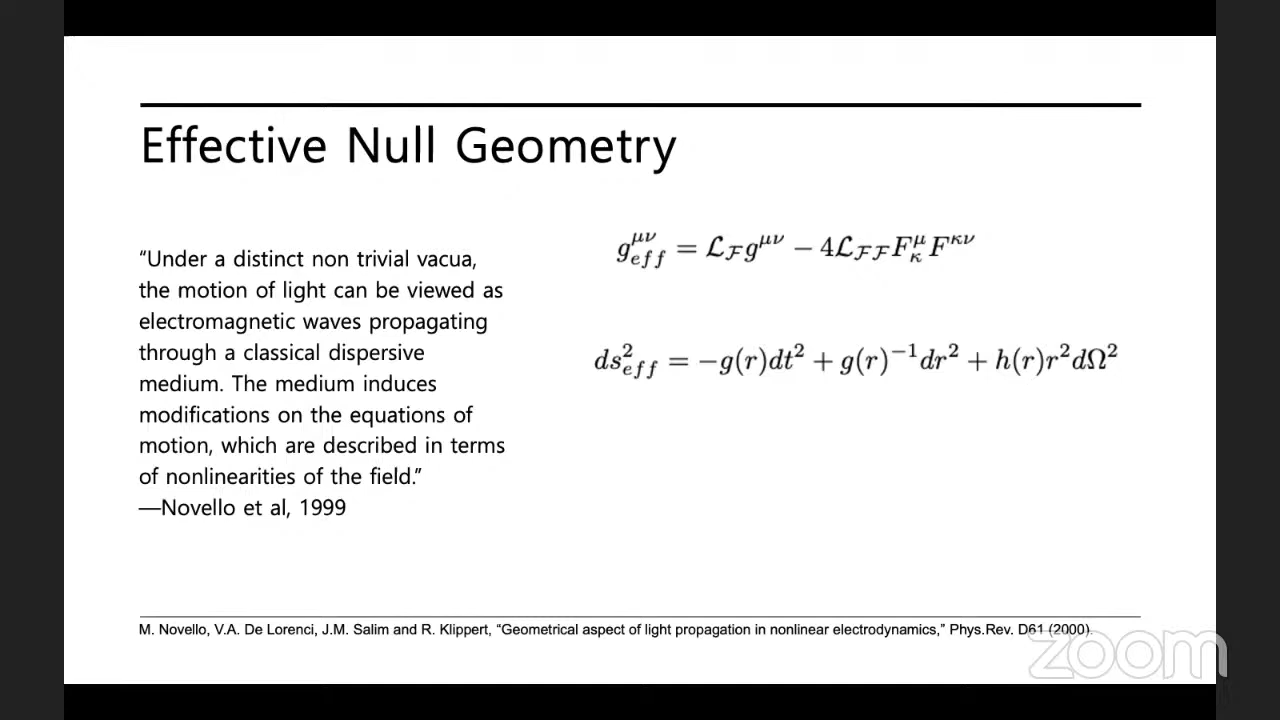 Effective Null Geometry
“Under a distinct non trivial vacua,
the motion of light can be viewed as
electromagnetic waves propagating
through a classical dispersive
medium. The medium induces
modifications on the equations of
motion, which are described in terms
of nonlinearities of the field.”
—Novello et al, 1999
$g^{\mu\nu}_{eff} = \mathcal{L}_{\mathcal{F}} g^{\mu\nu} - 4\mathcal{L}_{\mathcal{F}\mathcal{F}} F^{\mu}_{\kappa} F^{\kappa\nu}$
$ds^2_{eff} = -g(r)dt^2 + g(r)^{-1}dr^2 + h(r)r^2 d\Omega^2$
M. Novello, V.A. De Lorenci, J.M. Salim and R. Klippert, “Geometrical aspect of light propagation in nonlinear electrodynamics,” Phys.Rev. D61 (2000).
zoom